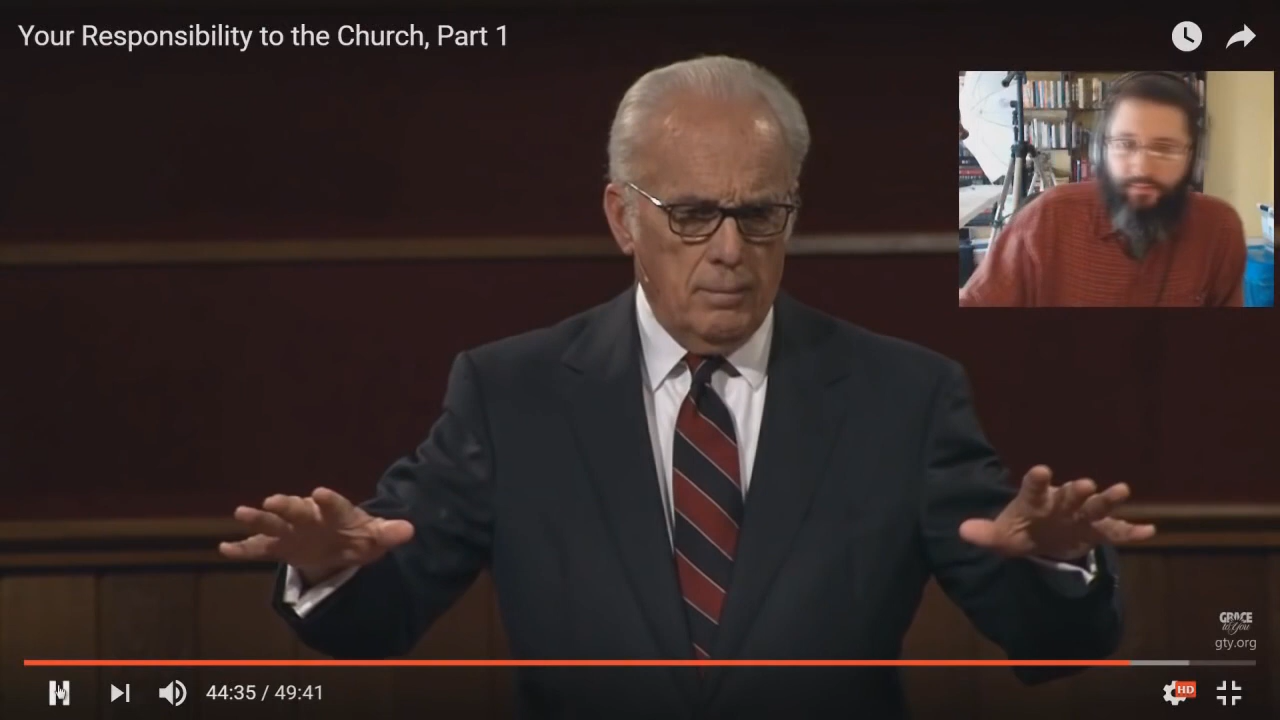 Your Responsibility to the Church, Part 1
GRACE
to You
gty.org
44:35 / 49:41
HD